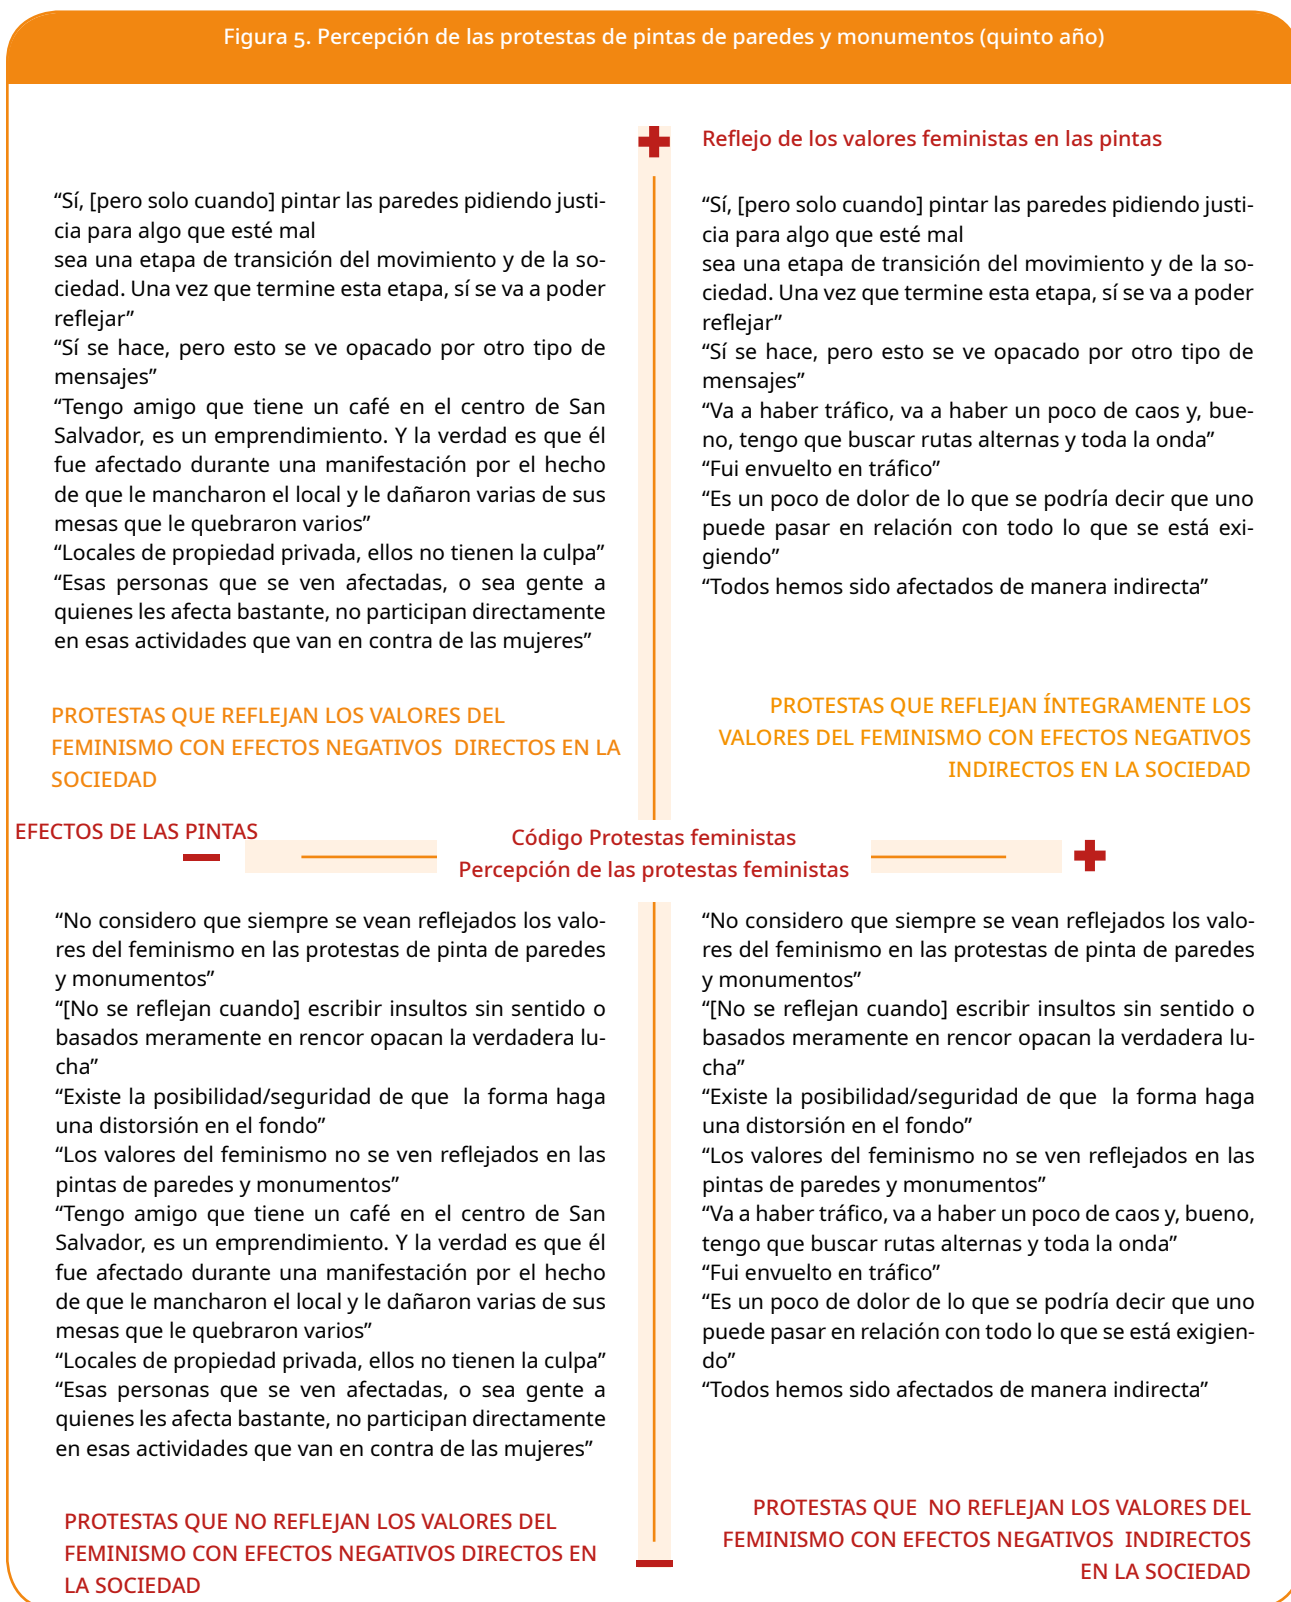 Figura 5. Percepción de las protestas de pintas de paredes y monumentos (quinto año)
Reflejo de los valores feministas en las pintas
“Sí, [pero solo cuando] pintar las paredes pidiendo justi-
cia para algo que esté mal
sea una etapa de transición del movimiento y de la so-
ciedad. Una vez que termine esta etapa, sí se va a poder
reflejar”
“Sí se hace, pero esto se ve opacado por otro tipo de
mensajes”
“Tengo amigo que tiene un café en el centro de San
Salvador, es un emprendimiento. Y la verdad es que él
fue afectado durante una manifestación por el hecho
de que le mancharon el local y le dañaron varias de sus
mesas que le quebraron varios”
“Locales de propiedad privada, ellos no tienen la culpa”
“Esas personas que se ven afectadas, o sea gente a
quienes les afecta bastante, no participan directamente
en esas actividades que van en contra de las mujeres”
PROTESTAS QUE REFLEJAN LOS VALORES DEL
FEMINISMO CON EFECTOS NEGATIVOS  DIRECTOS EN LA
SOCIEDAD
“Sí, [pero solo cuando] pintar las paredes pidiendo justi-
cia para algo que esté mal
sea una etapa de transición del movimiento y de la so-
ciedad. Una vez que termine esta etapa, sí se va a poder
reflejar”
“Sí se hace, pero esto se ve opacado por otro tipo de
mensajes”
“Va a haber tráfico, va a haber un poco de caos y, bue-
no, tengo que buscar rutas alternas y toda la onda”
“Fui envuelto en tráfico”
“Es un poco de dolor de lo que se podría decir que uno
puede pasar en relación con todo lo que se está exi-
giendo”
“Todos hemos sido afectados de manera indirecta”
PROTESTAS QUE REFLEJAN ÍNTEGRAMENTE LOS
VALORES DEL FEMINISMO CON EFECTOS NEGATIVOS
INDIRECTOS EN LA SOCIEDAD
EFECTOS DE LAS PINTAS
Código Protestas feministas
Percepción de las protestas feministas
“No considero que siempre se vean reflejados los valo-
res del feminismo en las protestas de pinta de paredes
y monumentos”
“[No se reflejan cuando] escribir insultos sin sentido o
basados meramente en rencor opacan la verdadera lu-
cha”
“Existe la posibilidad/seguridad de que  la forma haga
una distorsión en el fondo”
“Los valores del feminismo no se ven reflejados en las
pintas de paredes y monumentos”
“Tengo amigo que tiene un café en el centro de San
Salvador, es un emprendimiento. Y la verdad es que él
fue afectado durante una manifestación por el hecho
de que le mancharon el local y le dañaron varias de sus
mesas que le quebraron varios”
“Locales de propiedad privada, ellos no tienen la culpa”
“Esas personas que se ven afectadas, o sea gente a
quienes les afecta bastante, no participan directamente
en esas actividades que van en contra de las mujeres”
PROTESTAS QUE NO REFLEJAN LOS VALORES DEL
FEMINISMO CON EFECTOS NEGATIVOS DIRECTOS EN
LA SOCIEDAD
“No considero que siempre se vean reflejados los valo-
res del feminismo en las protestas de pinta de paredes
y monumentos”
“[No se reflejan cuando] escribir insultos sin sentido o
basados meramente en rencor opacan la verdadera lu-
cha”
“Existe la posibilidad/seguridad de que  la forma haga
una distorsión en el fondo”
“Los valores del feminismo no se ven reflejados en las
pintas de paredes y monumentos”
“Va a haber tráfico, va a haber un poco de caos y, bueno,
tengo que buscar rutas alternas y toda la onda”
“Fui envuelto en tráfico”
“Es un poco de dolor de lo que se podría decir que uno
puede pasar en relación con todo lo que se está exigien-
do”
“Todos hemos sido afectados de manera indirecta”
PROTESTAS QUE  NO REFLEJAN LOS VALORES DEL
FEMINISMO CON EFECTOS NEGATIVOS  INDIRECTOS
EN LA SOCIEDAD